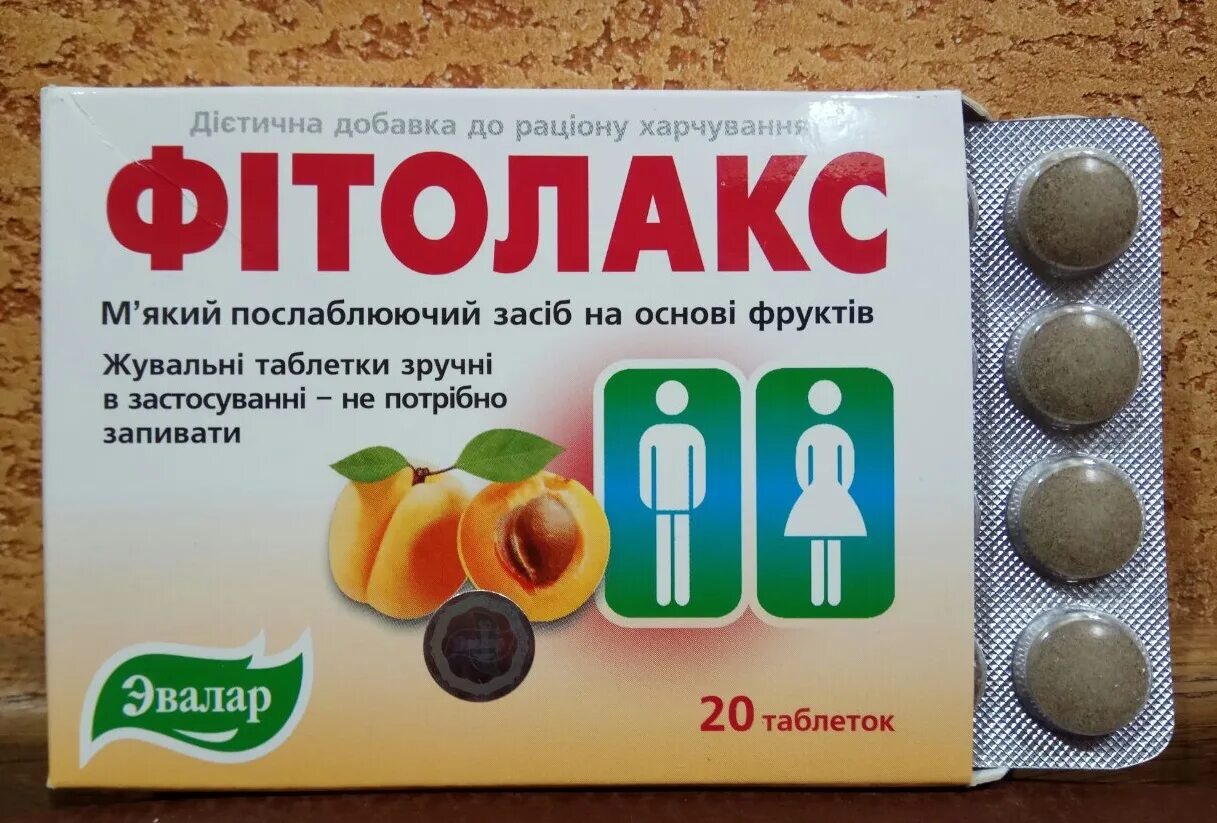 Дієтична добавка до раціону харчування
ФІТОЛАКС
М'який послаблюючий засіб на основі фруктів
Жувальні таблетки зручні
в застосуванні – не потрібно
запивати
Эвалар
20 таблеток